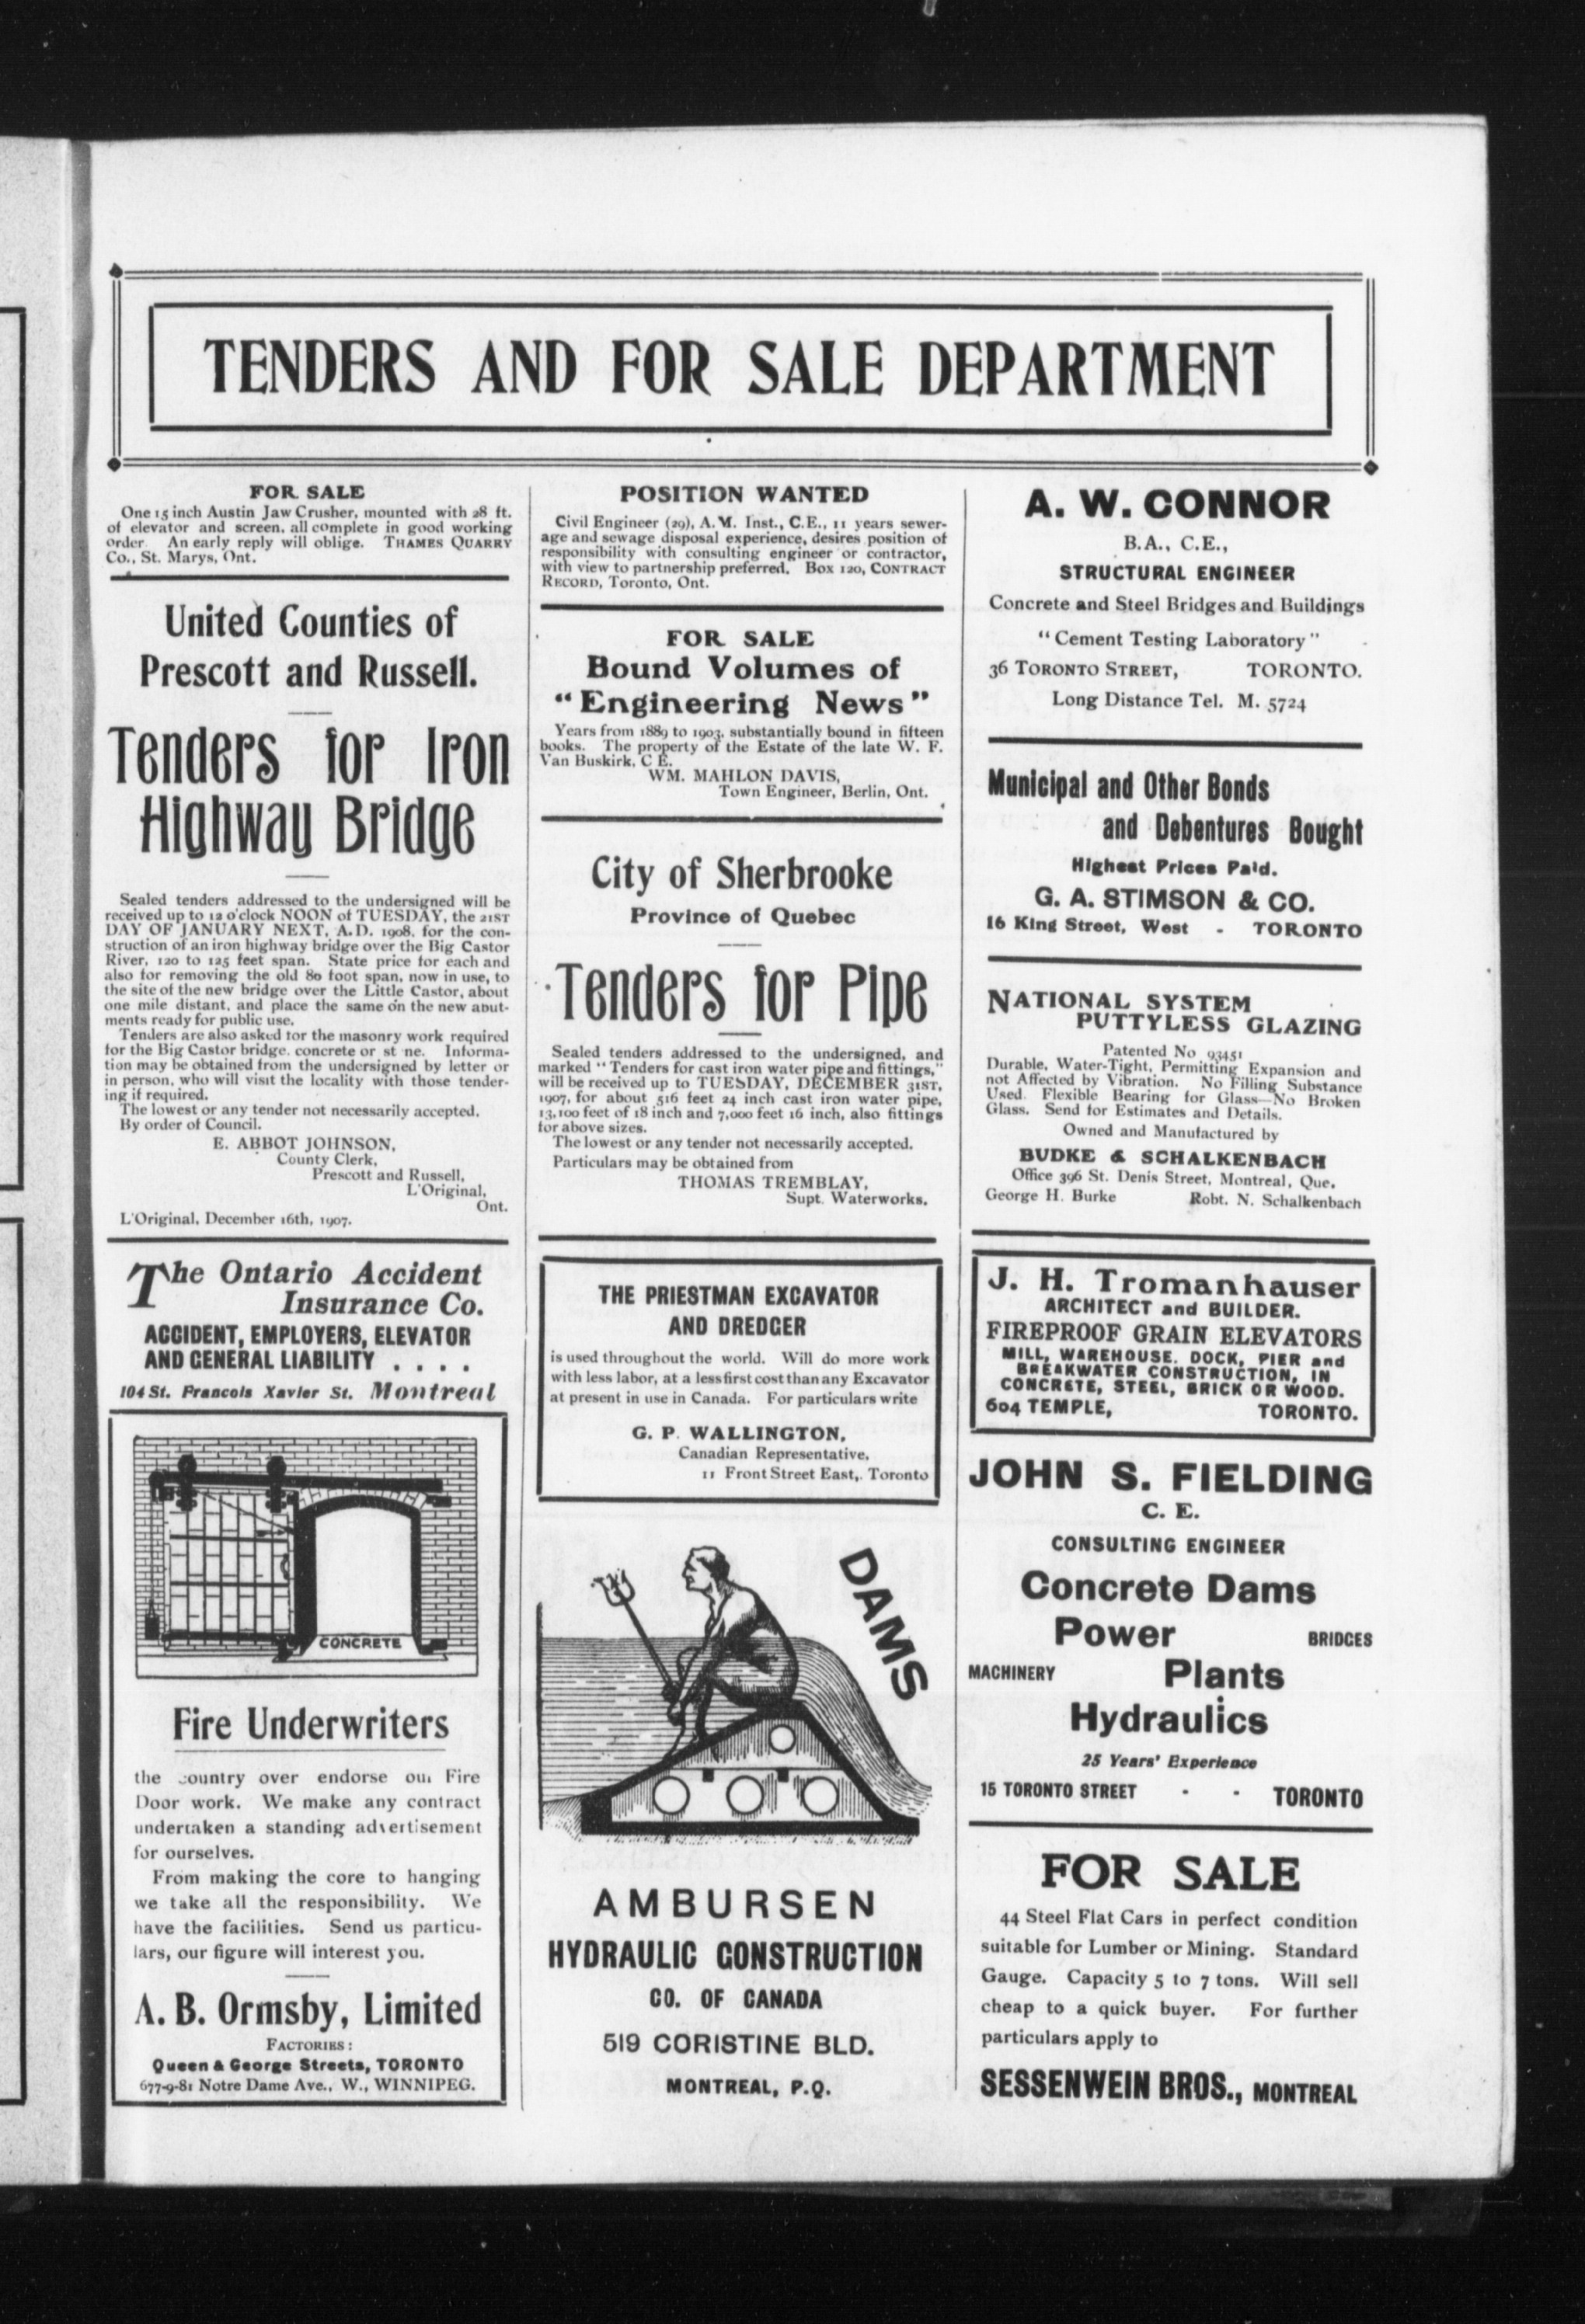 TENDERS AND FOR SALE DEPARTMENT
FOR SALE
One 15 inch Austin Jaw Crusher, mounted with 28 ft.
of elevator and screen, all complete in good working
order. An early reply will oblige. THAMES QUARRY
Co., St. Marys, Ont.
United Counties of
Prescott and Russell.
Tenders for Iron
Highway Bridge
Sealed tenders addressed to the undersigned will be
received up to 12 o'clock NOON of TUESDAY, the 21ST
DAY OF JANUARY NEXT, A.D. 1908, for the con-
struction of an iron highway bridge over the Big Castor
River, 120 to 125 feet span. State price for each and
also for removing the old 80 foot span, now in use, to
the site of the new bridge over the Little Castor, about
one mile distant, and place the same on the new abut-
ments ready for public use.
Tenders are also asked for the masonry work required
for the Big Castor bridge, concrete or st ne. Informa-
tion may be obtained from the undersigned by letter or
in person, who will visit the locality with those tender-
ing if required.
The lowest or any tender not necessarily accepted.
By order of Council.
E. ABBOT JOHNSON,
County Clerk,
Prescott and Russell,
L'Original,
Ont.
L'Original, December 16th, 1907.
The Ontario Accident
Insurance Co.
ACCIDENT, EMPLOYERS, ELEVATOR
AND GENERAL LIABILITY . . . .
104 St. Francois Xavier St. Montreal
CONCRETE
Fire Underwriters
the country over endorse our Fire
Door work. We make any contract
undertaken a standing advertisement
for ourselves.
From making the core to hanging
we take all the responsibility. We
have the facilities. Send us particu-
lars, our figure will interest you.
A. B. Ormsby, Limited
FACTORIES:
Queen & George Streets, TORONTO
677-9-81 Notre Dame Ave., W., WINNIPEG.
POSITION WANTED
Civil Engineer (29), A.M. Inst., C.E., 11 years sewer-
age and sewage disposal experience, desires position of
responsibility with consulting engineer or contractor,
with view to partnership preferred. Box 120, CONTRACT
RECORD, Toronto, Ont.
FOR SALE
Bound Volumes of
"Engineering News"
Years from 1889 to 1903, substantially bound in fifteen
books. The property of the Estate of the late W. F.
Van Buskirk, C E.
WM. MAHLON DAVIS,
Town Engineer, Berlin, Ont.
City of Sherbrooke
Province of Quebec
Tenders for Pipe
Sealed tenders addressed to the undersigned, and
marked "Tenders for cast iron water pipe and fittings,"
will be received up to TUESDAY, DECEMBER 31ST,
1907, for about 516 feet 24 inch cast iron water pipe,
13,100 feet of 18 inch and 7,000 feet 16 inch, also fittings
for above sizes.
The lowest or any tender not necessarily accepted.
Particulars may be obtained from
THOMAS TREMBLAY,
Supt. Waterworks.
THE PRIESTMAN EXCAVATOR
AND DREDGER
is used throughout the world. Will do more work
with less labor, at a less first cost than any Excavator
at present in use in Canada. For particulars write
G. P. WALLINGTON,
Canadian Representative,
11 Front Street East, Toronto
DAMS
AMBURSEN
HYDRAULIC CONSTRUCTION
CO. OF CANADA
519 CORISTINE BLD.
MONTREAL, P.Q.
A. W. CONNOR
B.A., C.E.,
STRUCTURAL ENGINEER
Concrete and Steel Bridges and Buildings
"Cement Testing Laboratory"
36 TORONTO STREET, TORONTO.
Long Distance Tel. M. 5724
Municipal and Other Bonds
and Debentures Bought
Highest Prices Paid.
G. A. STIMSON & CO.
16 King Street, West - TORONTO
NATIONAL SYSTEM
PUTTYLESS GLAZING
Patented No 93451
Durable, Water-Tight, Permitting Expansion and
not Affected by Vibration. No Filling Substance
Used. Flexible Bearing for Glass—No Broken
Glass. Send for Estimates and Details.
Owned and Manufactured by
BUDKE & SCHALKENBACH
Office 396 St. Denis Street, Montreal, Que.
George H. Burke Robt. N. Schalkenbach
J. H. Tromanhauser
ARCHITECT and BUILDER.
FIREPROOF GRAIN ELEVATORS
MILL, WAREHOUSE, DOCK, PIER and
BREAKWATER CONSTRUCTION, IN
CONCRETE, STEEL, BRICK OR WOOD.
604 TEMPLE, TORONTO.
JOHN S. FIELDING
C. E.
CONSULTING ENGINEER
Concrete Dams
Power BRIDGES
MACHINERY Plants
Hydraulics
25 Years' Experience
15 TORONTO STREET - - TORONTO
FOR SALE
44 Steel Flat Cars in perfect condition
suitable for Lumber or Mining. Standard
Gauge. Capacity 5 to 7 tons. Will sell
cheap to a quick buyer. For further
particulars apply to
SESSENWEIN BROS., MONTREAL